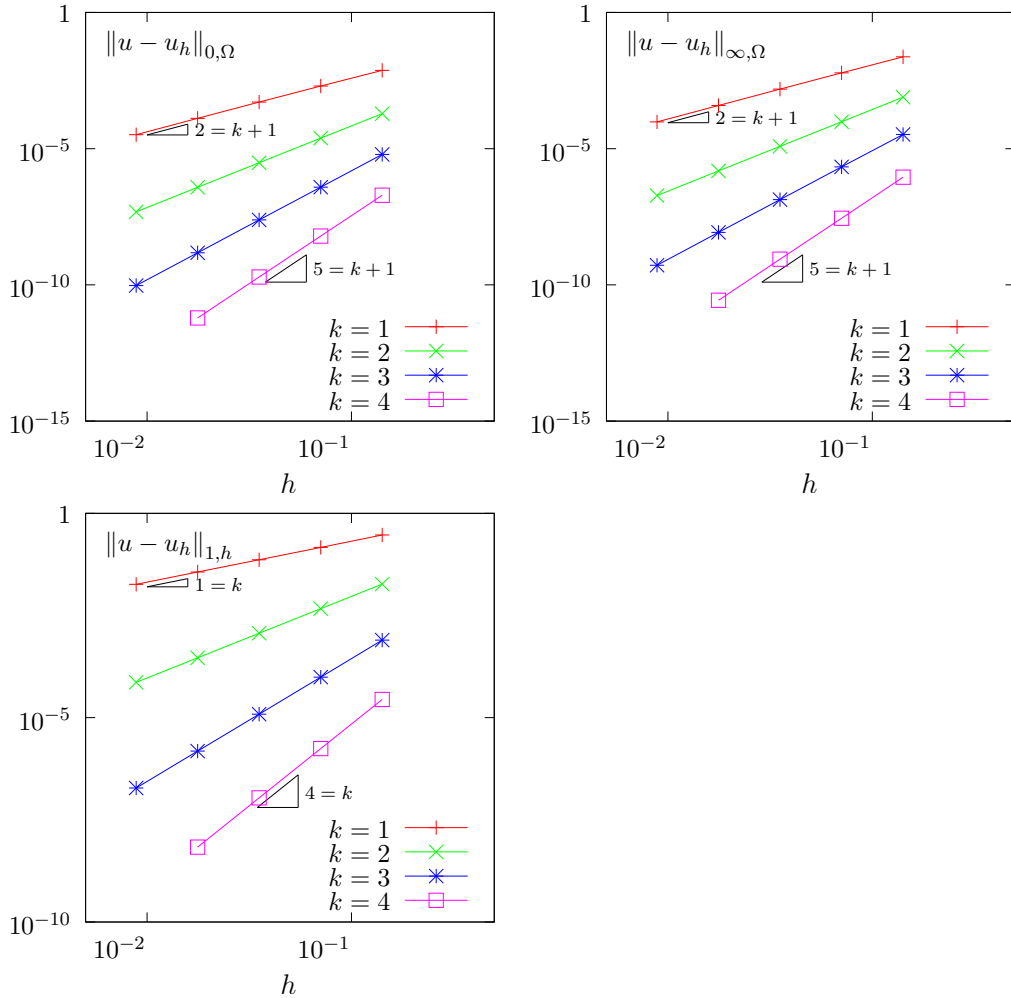 1
10^{-5}
10^{-10}
10^{-15}
10^{-2}
10^{-1}
h
‖u − u_h‖_{0,Ω}
2 = k + 1
5 = k + 1
k = 1
k = 2
k = 3
k = 4
1
10^{-5}
10^{-10}
10^{-15}
10^{-2}
10^{-1}
h
‖u − u_h‖_{∞,Ω}
2 = k + 1
5 = k + 1
k = 1
k = 2
k = 3
k = 4
1
10^{-5}
10^{-10}
10^{-2}
10^{-1}
h
‖u − u_h‖_{1,h}
1 = k
4 = k
k = 1
k = 2
k = 3
k = 4